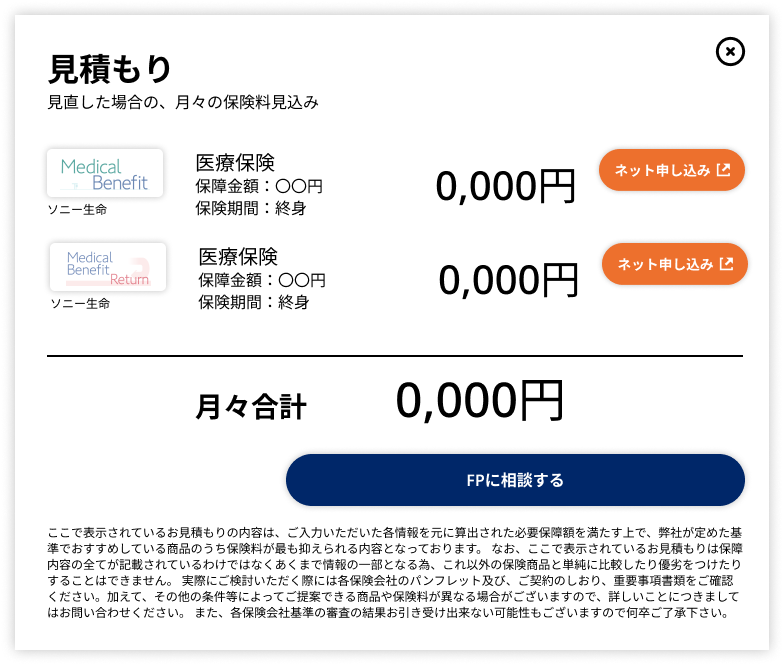 見積もり
見直した場合の、月々の保険料見込み
Medical
Benefit
ソニー生命
医療保険
保障金額：〇〇円
保険期間：終身
0,000円
ネット申し込み
Medical
Benefit
Return
ソニー生命
医療保険
保障金額：〇〇円
保険期間：終身
0,000円
ネット申し込み
月々合計
0,000円
FPに相談する
ここで表示されているお見積もりの内容は、ご入力いただいた各情報を元に算出された必要保障額を満たす上で、弊社が定めた基
準でおすすめしている商品のうち保険料が最も抑えられる内容となっております。 なお、ここで表示されているお見積もりは保障
内容の全てが記載されているわけではなくあくまで情報の一部となる為、これ以外の保険商品と単純に比較したり優劣をつけたり
することはできません。 実際にご検討いただく際には各保険会社のパンフレット及び、ご契約のしおり、重要事項書類をご確認
ください。加えて、その他の条件等によってご提案できる商品や保険料が異なる場合がございますので、詳しいことにつきまして
はお問い合わせください。 また、各保険会社基準の審査の結果お引き受け出来ない可能性もございますので何卒ご了承下さい。